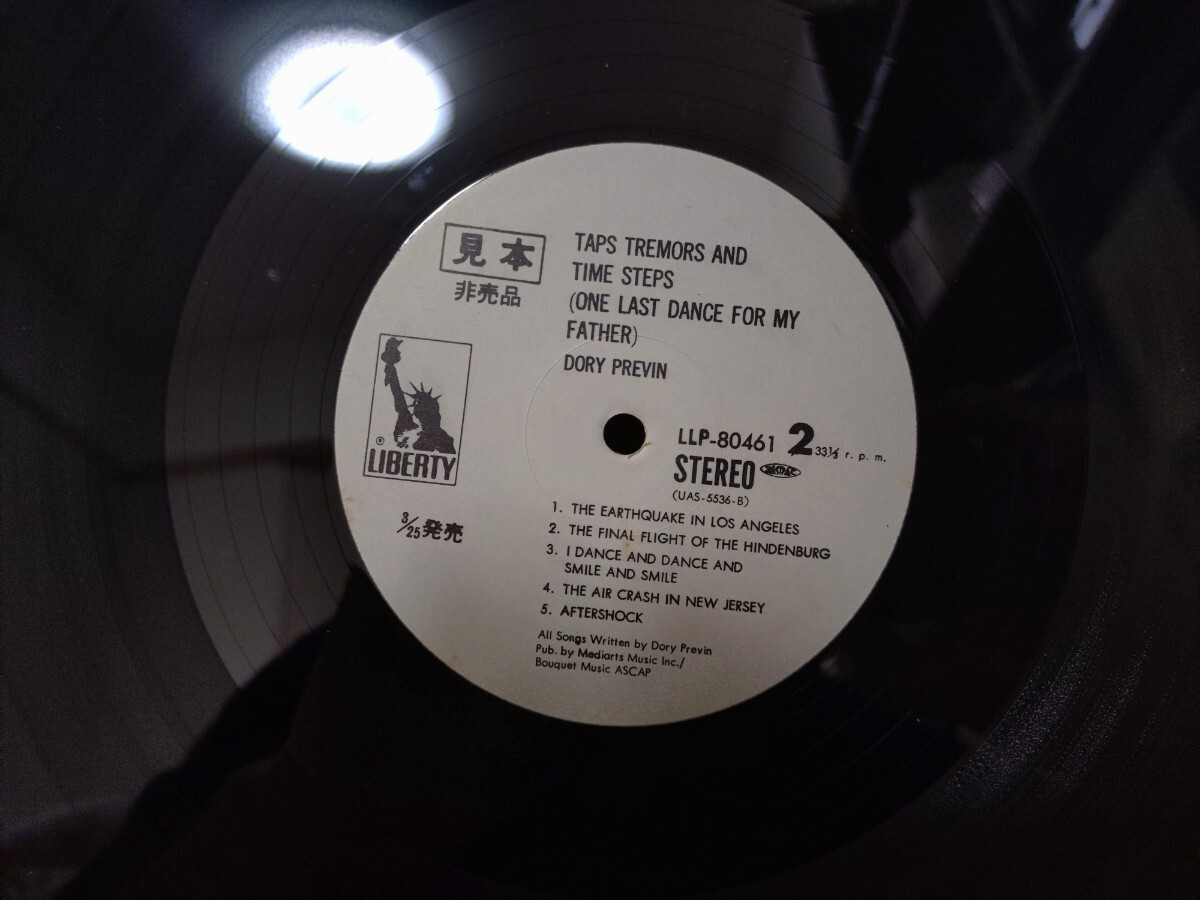 見本
非売品
TAPS TREMORS AND
TIME STEPS
(ONE LAST DANCE FOR MY
FATHER)
DORY PREVIN
® LIBERTY
3/25発売
LLP-80461 2 33⅓ r. p. m.
STEREO
(UAS-5536-B)
1. THE EARTHQUAKE IN LOS ANGELES
2. THE FINAL FLIGHT OF THE HINDENBURG
3. I DANCE AND DANCE AND
SMILE AND SMILE
4. THE AIR CRASH IN NEW JERSEY
5. AFTERSHOCK
All Songs Written by Dory Previn
Pub. by Mediarts Music Inc./
Bouquet Music ASCAP